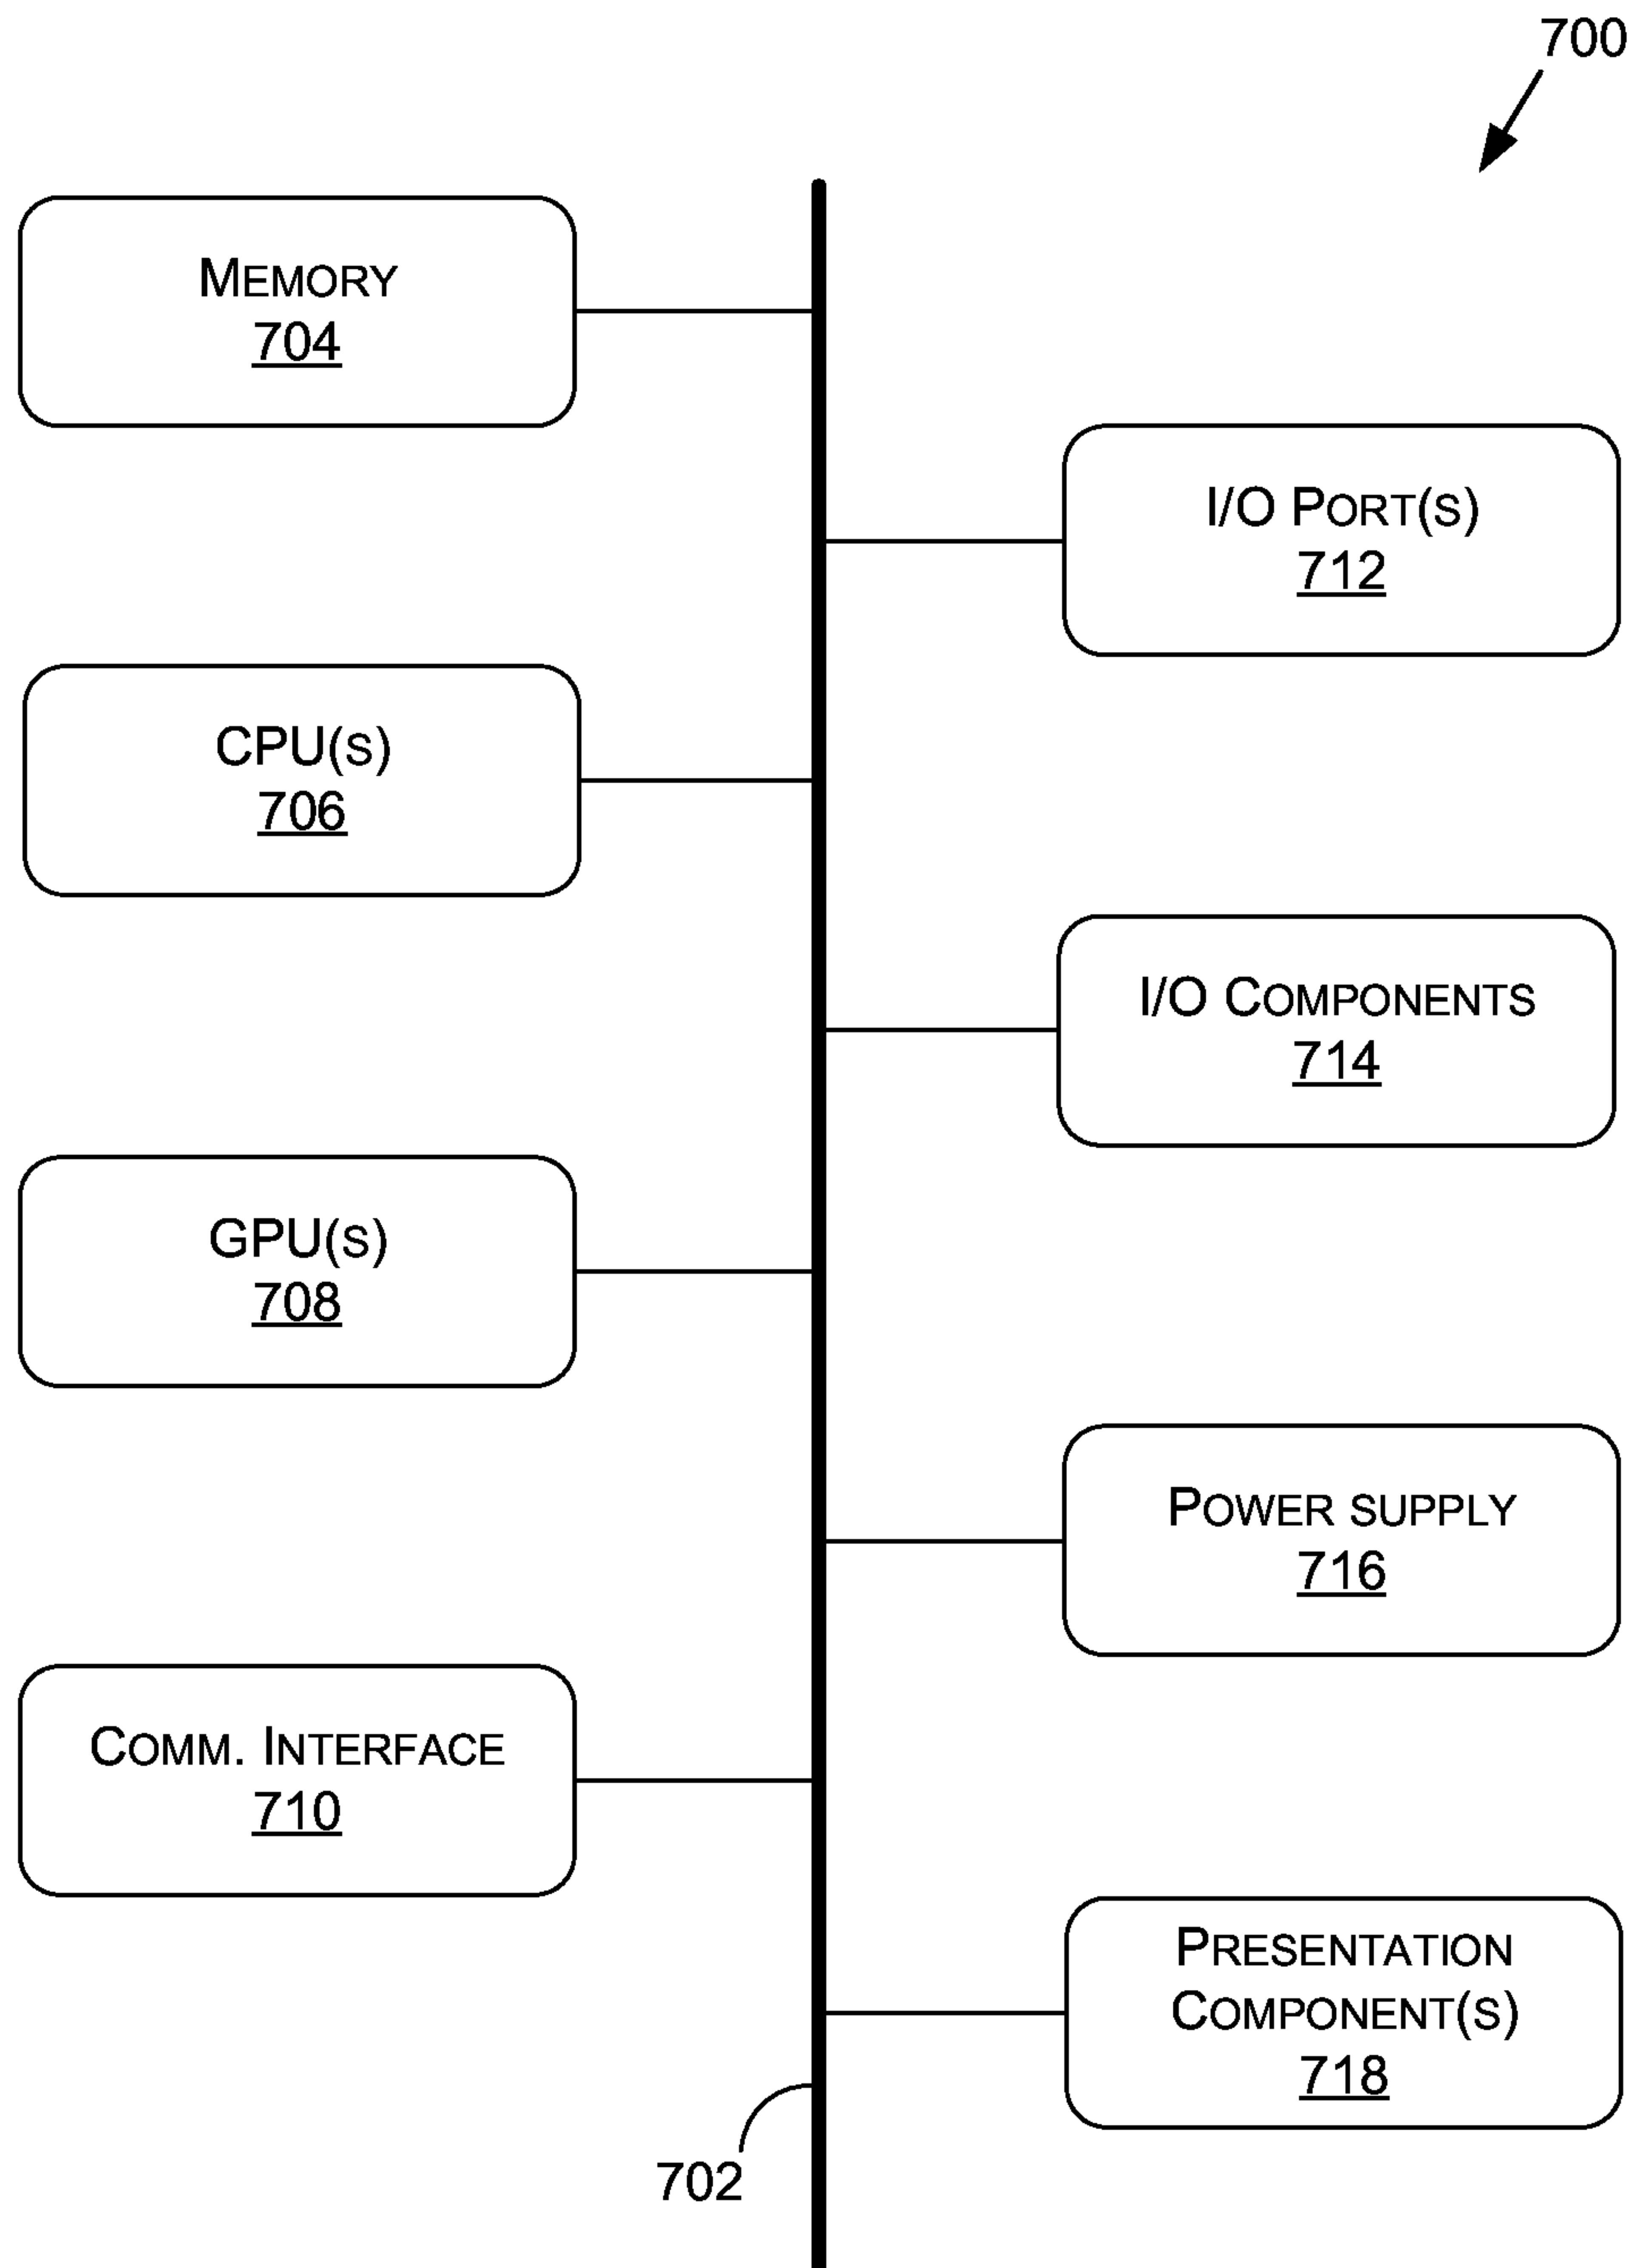 700
Memory
704
I/O Port(s)
712
CPU(s)
706
I/O Components
714
GPU(s)
708
Power supply
716
Comm. Interface
710
Presentation
Component(s)
718
702